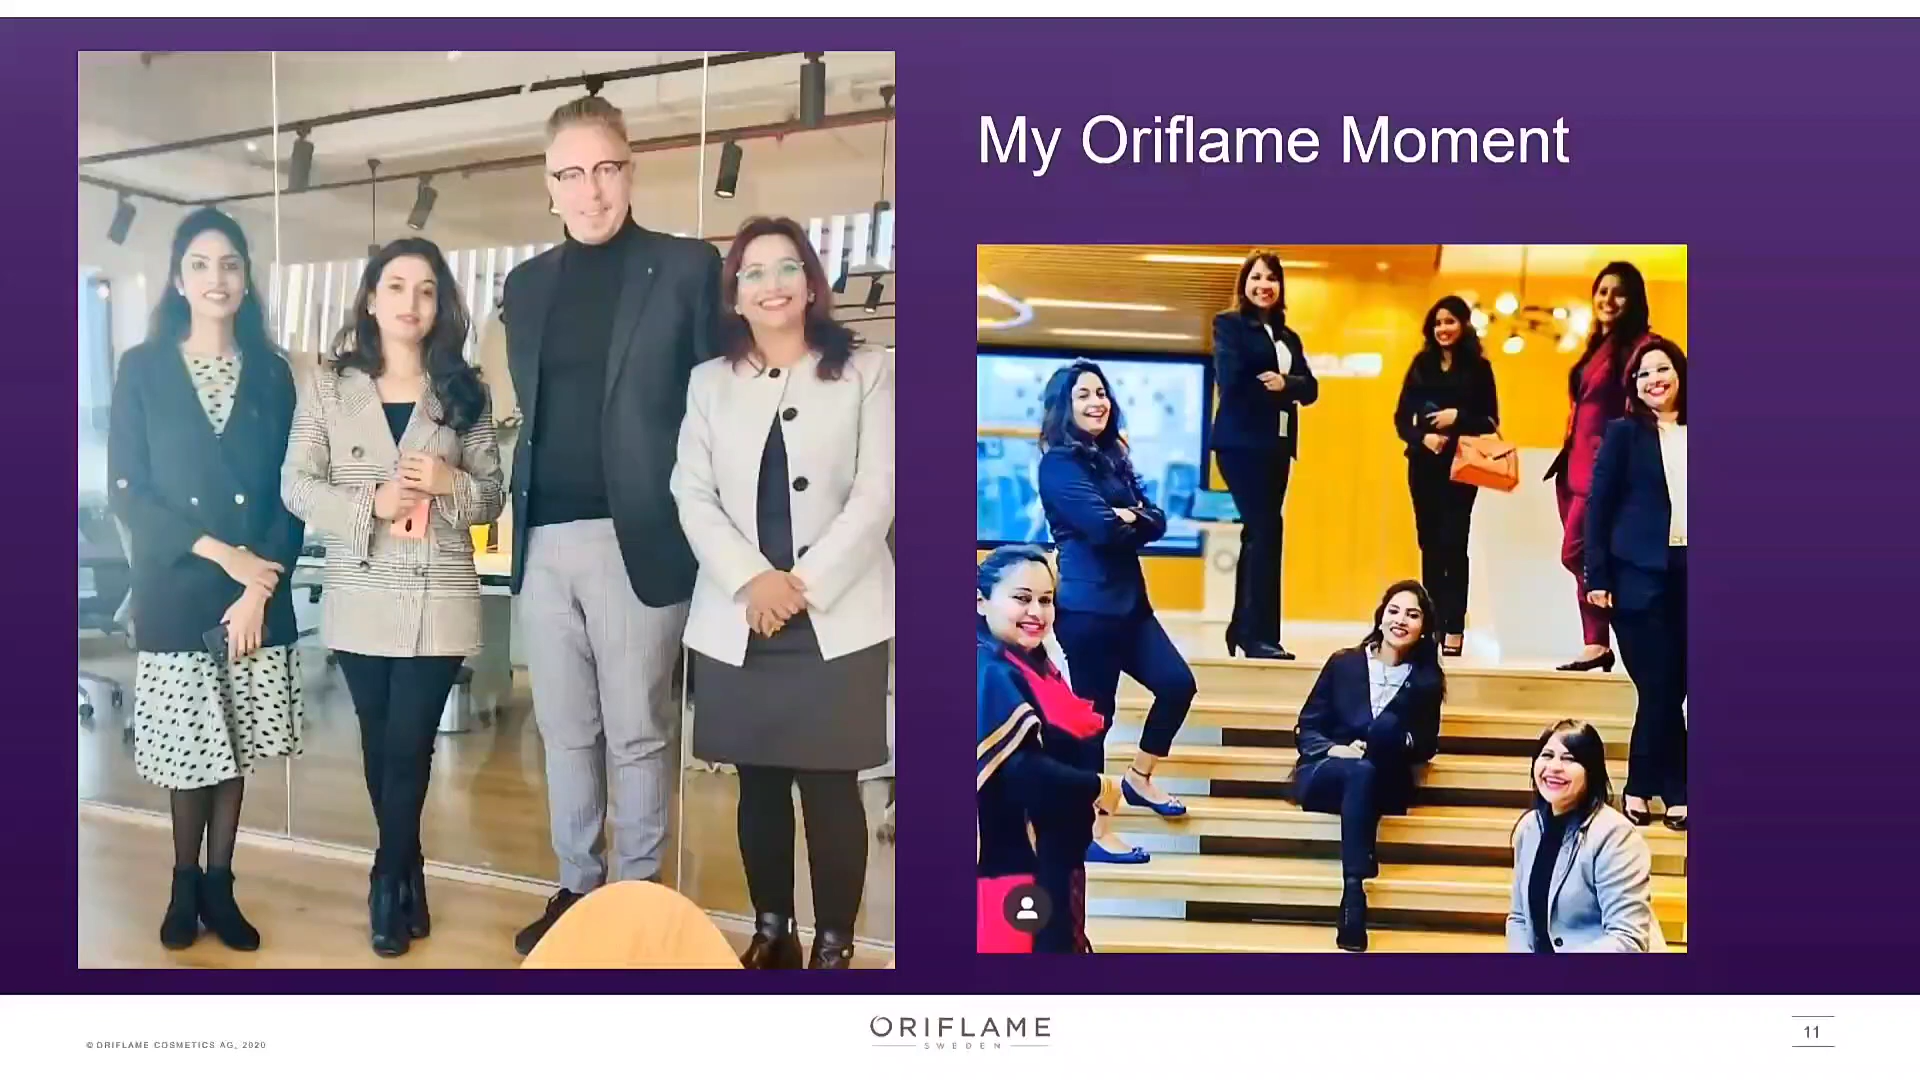 My Oriflame Moment
© ORIFLAME COSMETICS AG, 2020
ORIFLAME
SWEDEN
11